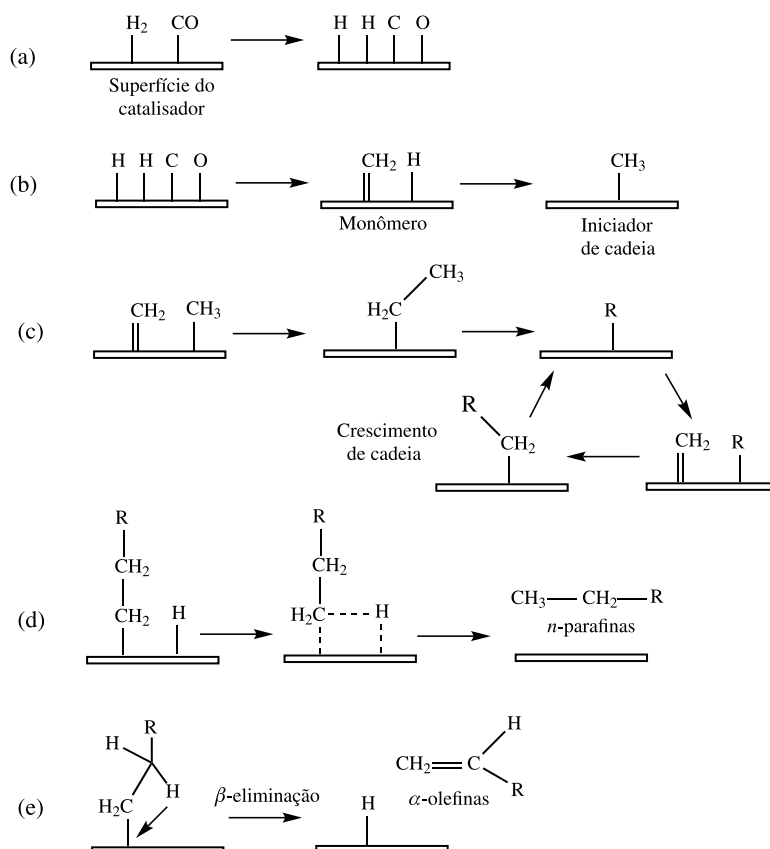 (a)
H₂ CO
H H C O
Superfície do
catalisador
(b)
H H C O
CH₂ H
CH₃
Monômero
Iniciador
de cadeia
(c)
CH₂ CH₃
CH₃
H₂C
R
Crescimento
de cadeia
R
CH₂
CH₂ R
(d)
R
CH₂
CH₂ H
R
CH₂
H₂C H
CH₃ CH₂ R
n-parafinas
(e)
R
H
H
H₂C
β-eliminação
H
H
CH₂ C
R
α-olefinas